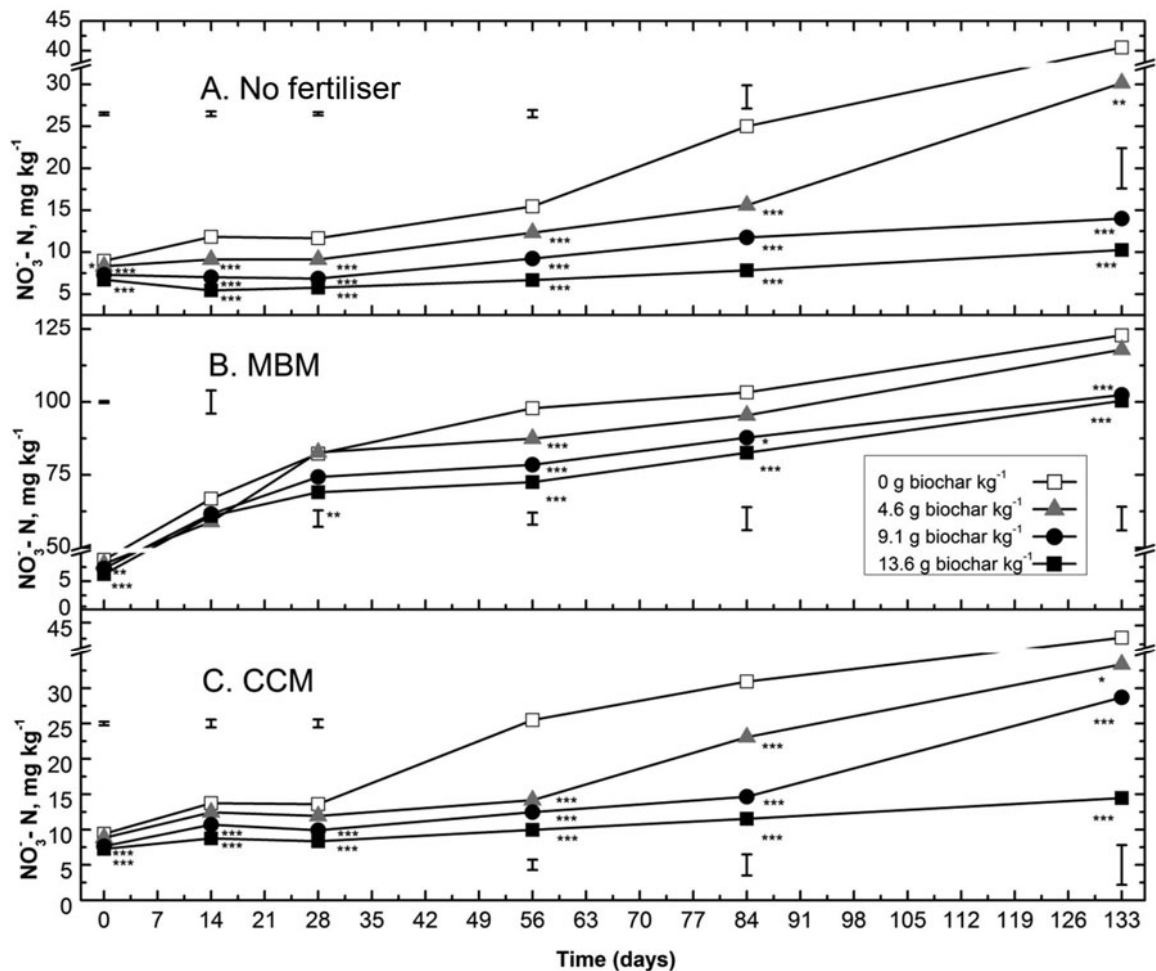 45
40
30
25
20
15
10
5
NO₃⁻- N, mg kg⁻¹
A. No fertiliser
* *** *** *** *** *** **
*** *** *** *** ***
*** *** *** *** *** ***
125
100
75
50
5
0
NO₃⁻- N, mg kg⁻¹
B. MBM
** *** * ***
*** ** *** *** *** ***
0 g biochar kg⁻¹
4.6 g biochar kg⁻¹
9.1 g biochar kg⁻¹
13.6 g biochar kg⁻¹
45
30
25
20
15
10
5
0
NO₃⁻- N, mg kg⁻¹
C. CCM
*** *** *
*** *** *** *** *** ***
*** *** *** *** *** ***
0 7 14 21 28 35 42 49 56 63 70 77 84 91 98 105 112 119 126 133
Time (days)